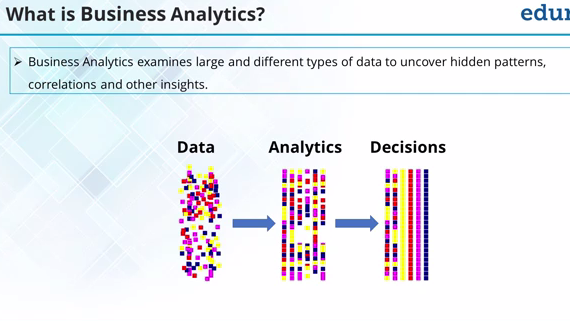 What is Business Analytics?
edur
➢ Business Analytics examines large and different types of data to uncover hidden patterns,
correlations and other insights.
Data Analytics Decisions